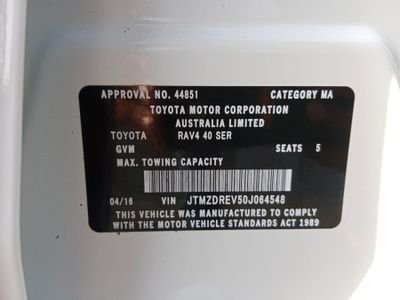 APPROVAL NO. 44851 CATEGORY MA
TOYOTA MOTOR CORPORATION
AUSTRALIA LIMITED
TOYOTA RAV4 40 SER
GVM SEATS 5
MAX. TOWING CAPACITY
04/16 VIN JTMZDREV50J064548
THIS VEHICLE WAS MANUFACTURED TO COMPLY
WITH THE MOTOR VEHICLE STANDARDS ACT 1989